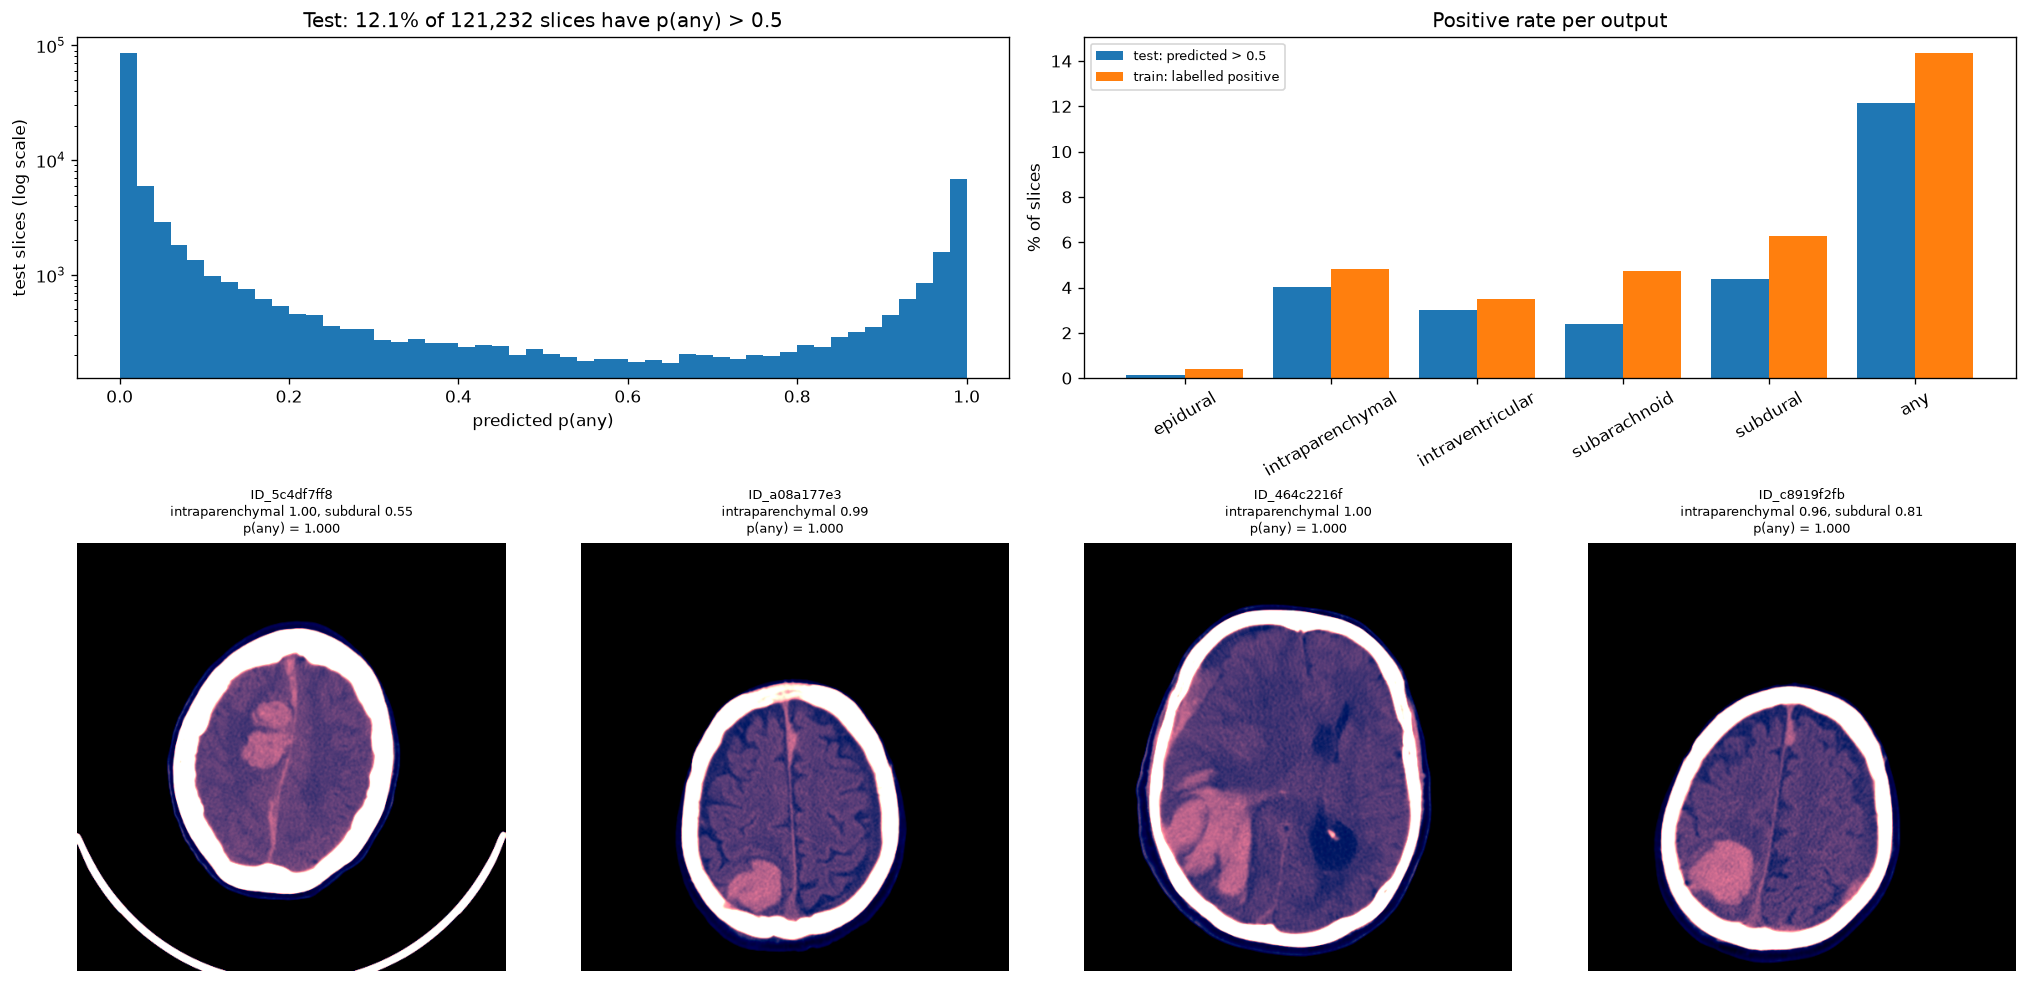 Test: 12.1% of 121,232 slices have p(any) > 0.5
10^5
10^4
10^3
test slices (log scale)
0.0 0.2 0.4 0.6 0.8 1.0
predicted p(any)
Positive rate per output
test: predicted > 0.5
train: labelled positive
14
12
10
8
6
4
2
0
% of slices
epidural
intraparenchymal
intraventricular
subarachnoid
subdural
any
ID_5c4df7ff8
intraparenchymal 1.00, subdural 0.55
p(any) = 1.000
ID_a08a177e3
intraparenchymal 0.99
p(any) = 1.000
ID_464c2216f
intraparenchymal 1.00
p(any) = 1.000
ID_c8919f2fb
intraparenchymal 0.96, subdural 0.81
p(any) = 1.000